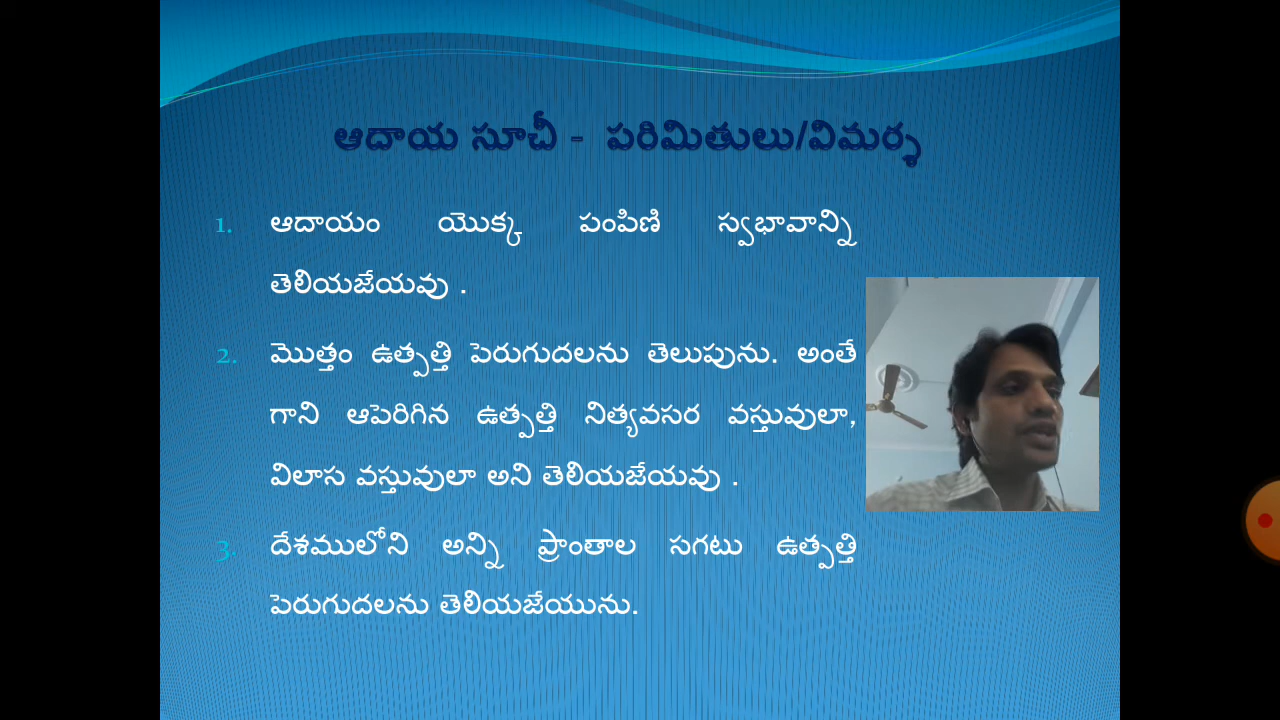 ఆదాయ సూచీ - పరిమితులు/విమర్శ
1. ఆదాయం యొక్క పంపిణి స్వభావాన్ని
తెలియజేయవు .
2. మొత్తం ఉత్పత్తి పెరుగుదలను తెలుపును. అంతే
గాని ఆపెరిగిన ఉత్పత్తి నిత్యవసర వస్తువులా,
విలాస వస్తువులా అని తెలియజేయవు .
3. దేశములోని అన్ని ప్రాంతాల సగటు ఉత్పత్తి
పెరుగుదలను తెలియజేయును.